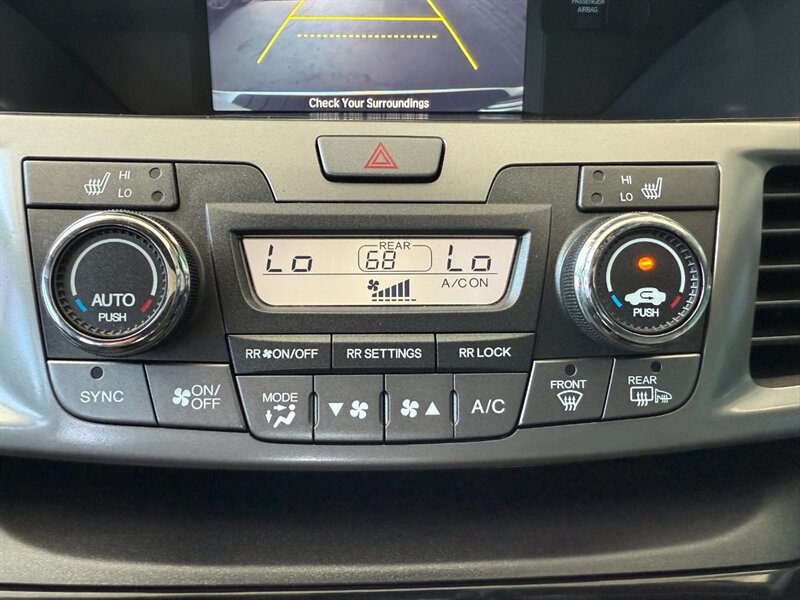 PASSENGER
AIRBAG
Check Your Surroundings
HI
LO
HI
LO
REAR
Lo 68 Lo
A/C ON
AUTO
PUSH
PUSH
RR ON/OFF
RR SETTINGS
RR LOCK
SYNC
ON/
OFF
MODE
A/C
FRONT
REAR